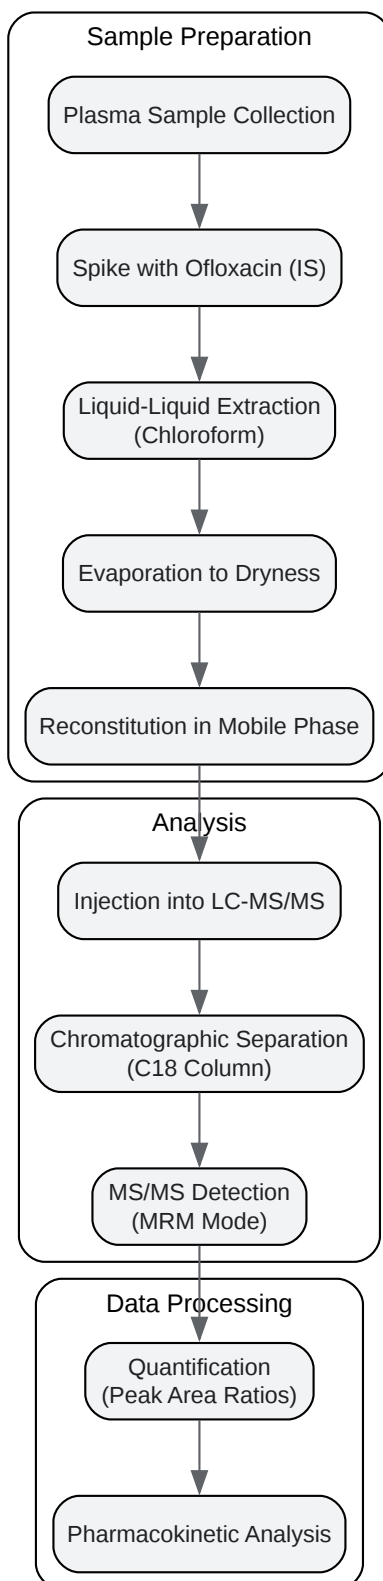 Sample Preparation
Plasma Sample Collection
Spike with Ofloxacin (IS)
Liquid-Liquid Extraction
(Chloroform)
Evaporation to Dryness
Reconstitution in Mobile Phase
Analysis
Injection into LC-MS/MS
Chromatographic Separation
(C18 Column)
MS/MS Detection
(MRM Mode)
Data Processing
Quantification
(Peak Area Ratios)
Pharmacokinetic Analysis